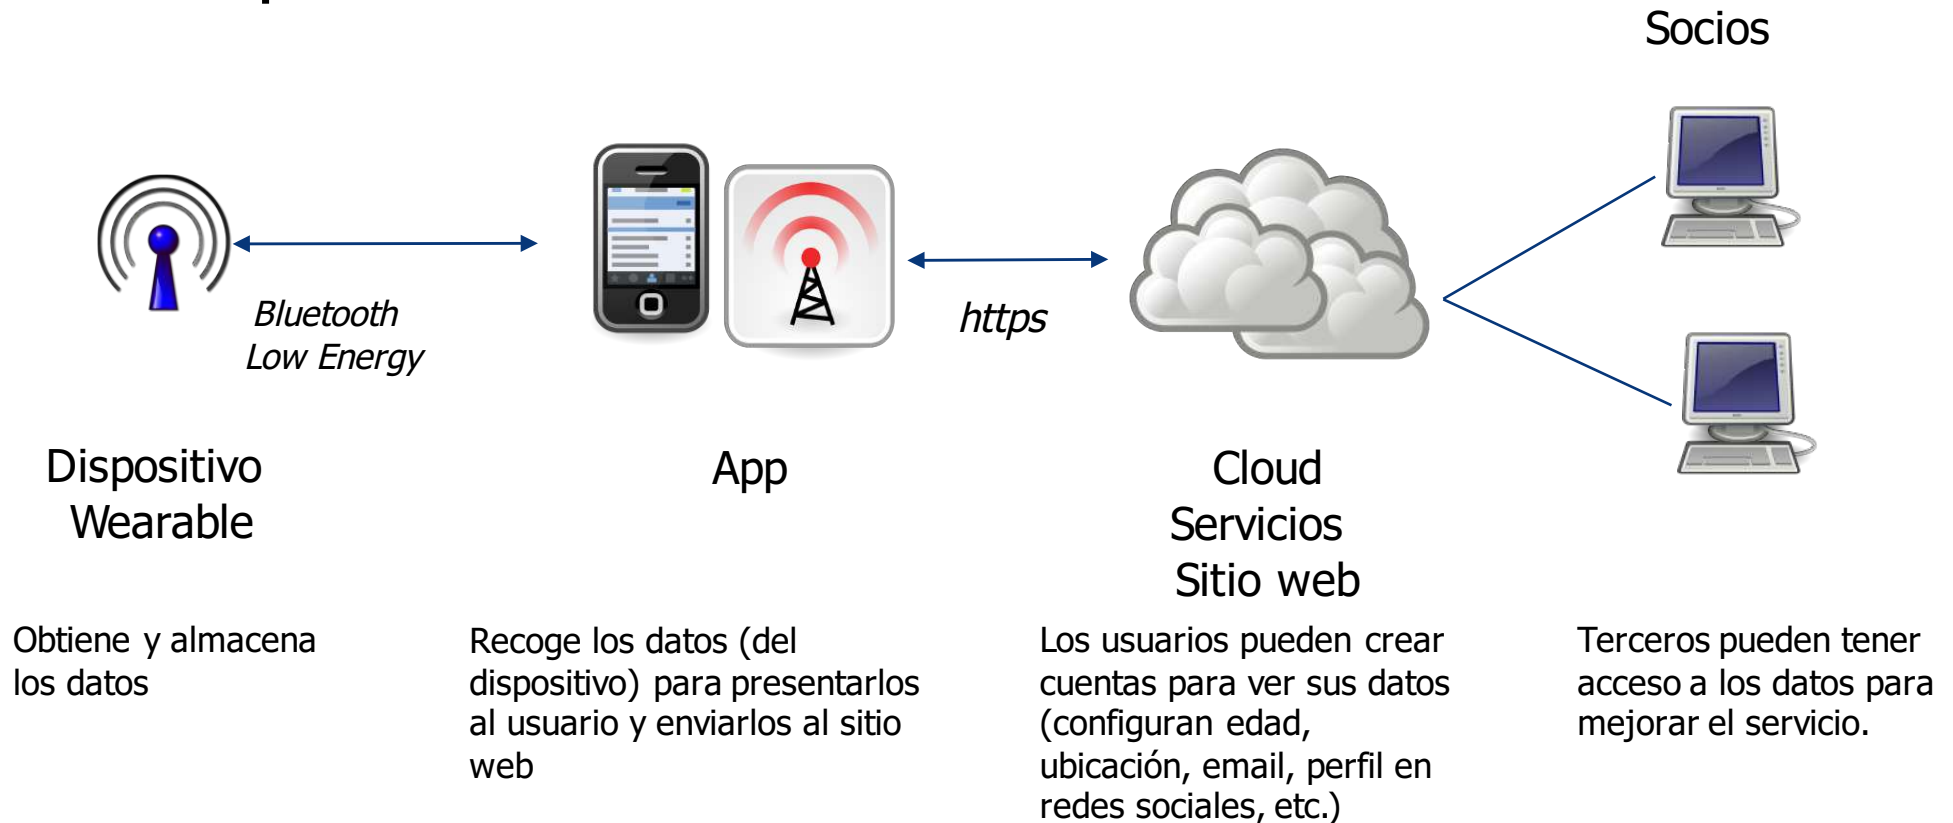 Socios
Bluetooth
Low Energy
https
Dispositivo
Wearable
App
Cloud
Servicios
Sitio web
Obtiene y almacena
los datos
Recoge los datos (del
dispositivo) para presentarlos
al usuario y enviarlos al sitio
web
Los usuarios pueden crear
cuentas para ver sus datos
(configuran edad,
ubicación, email, perfil en
redes sociales, etc.)
Terceros pueden tener
acceso a los datos para
mejorar el servicio.